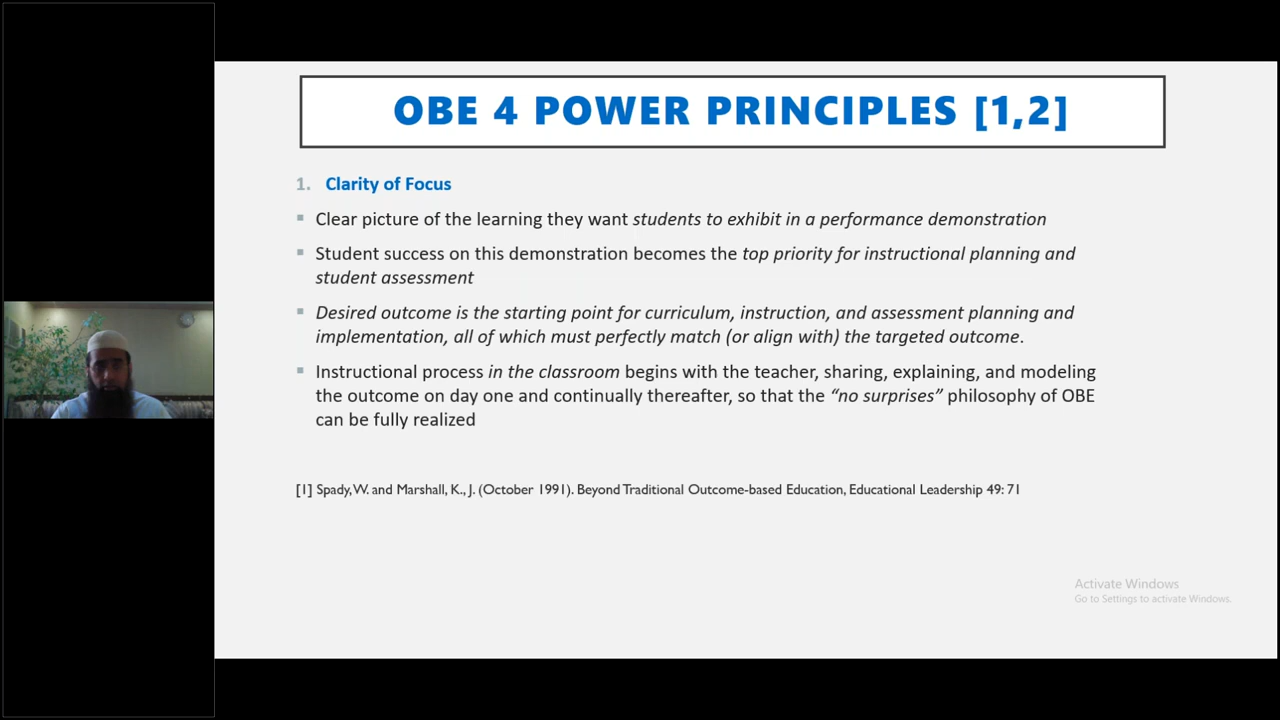 OBE 4 POWER PRINCIPLES [1,2]
1. Clarity of Focus
▪ Clear picture of the learning they want students to exhibit in a performance demonstration
▪ Student success on this demonstration becomes the top priority for instructional planning and
student assessment
▪ Desired outcome is the starting point for curriculum, instruction, and assessment planning and
implementation, all of which must perfectly match (or align with) the targeted outcome.
▪ Instructional process in the classroom begins with the teacher, sharing, explaining, and modeling
the outcome on day one and continually thereafter, so that the “no surprises” philosophy of OBE
can be fully realized
[1] Spady, W. and Marshall, K., J. (October 1991). Beyond Traditional Outcome-based Education, Educational Leadership 49: 71
Activate Windows
Go to Settings to activate Windows.